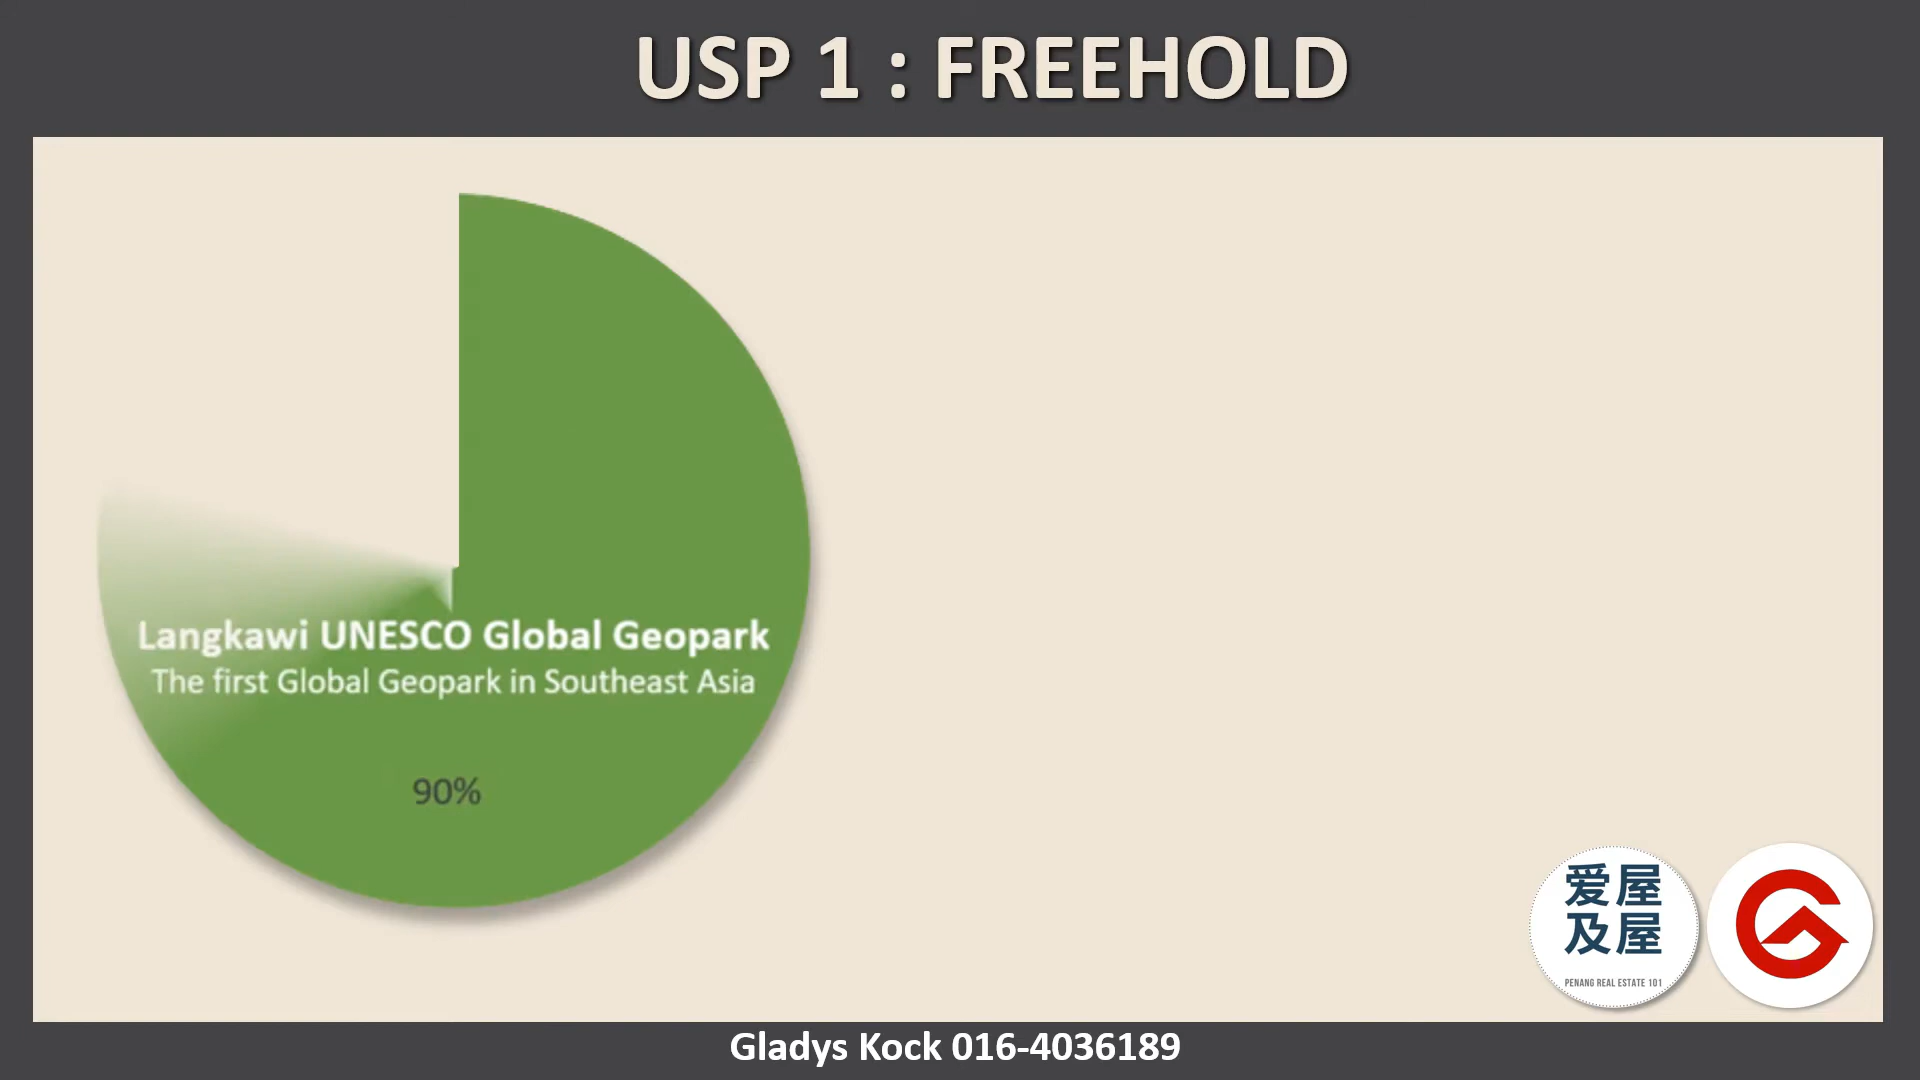 USP 1 : FREEHOLD
Langkawi UNESCO Global Geopark
The first Global Geopark in Southeast Asia
90%
爱屋
及屋
PENANG REAL ESTATE 101
Gladys Kock 016-4036189